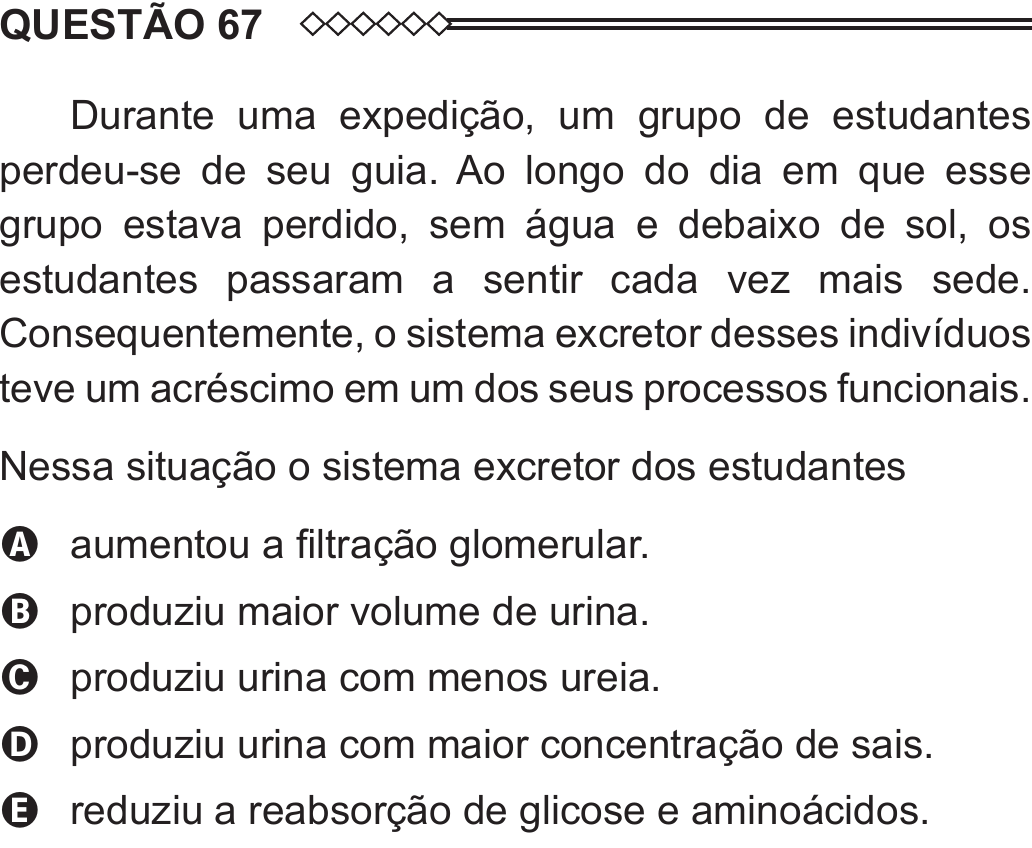 QUESTÃO 67
Durante uma expedição, um grupo de estudantes
perdeu-se de seu guia. Ao longo do dia em que esse
grupo estava perdido, sem água e debaixo de sol, os
estudantes passaram a sentir cada vez mais sede.
Consequentemente, o sistema excretor desses indivíduos
teve um acréscimo em um dos seus processos funcionais.
Nessa situação o sistema excretor dos estudantes
A aumentou a filtração glomerular.
B produziu maior volume de urina.
C produziu urina com menos ureia.
D produziu urina com maior concentração de sais.
E reduziu a reabsorção de glicose e aminoácidos.